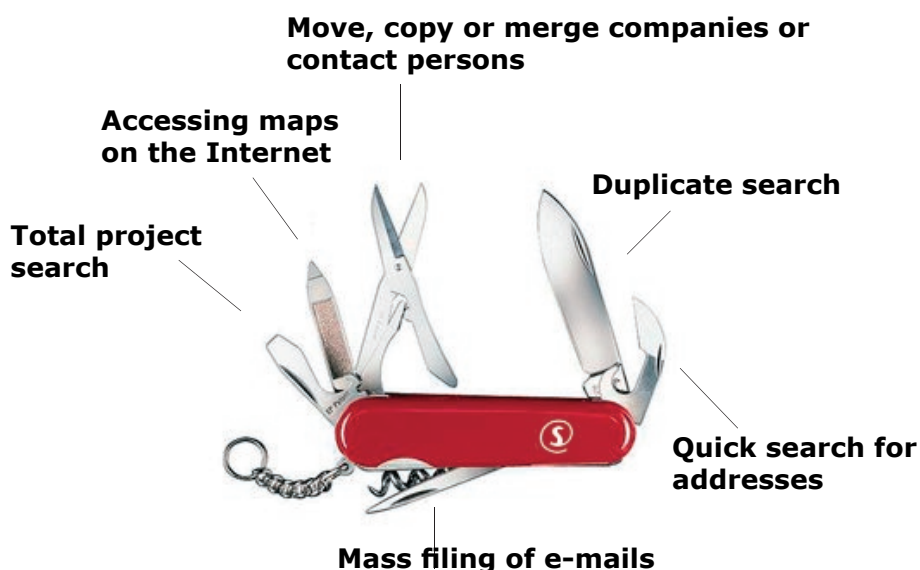 Move, copy or merge companies or
contact persons
Accessing maps
on the Internet
Duplicate search
Total project
search
Quick search for
addresses
Mass filing of e-mails